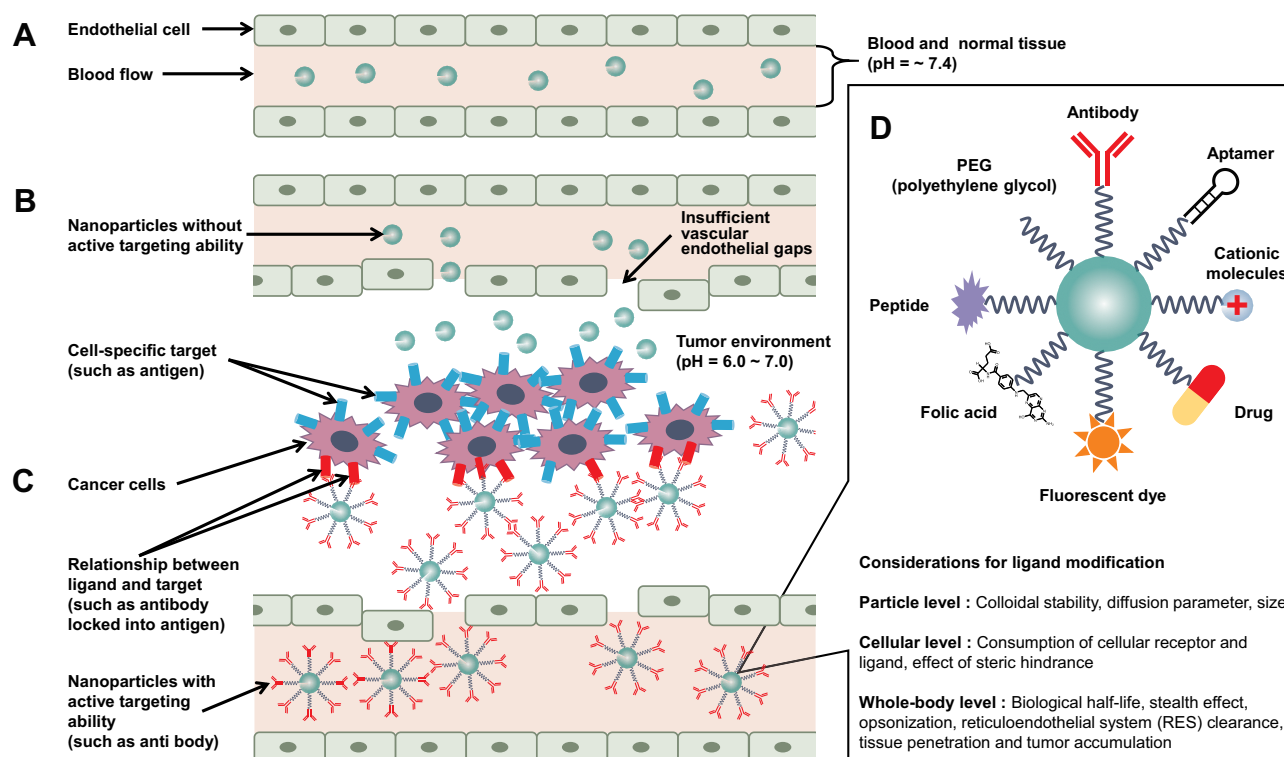 A
Endothelial cell
Blood flow
Blood and normal tissue
(pH = ~ 7.4)
B
Nanoparticles without
active targeting ability
Insufficient
vascular
endothelial gaps
Cell-specific target
(such as antigen)
Tumor environment
(pH = 6.0 ~ 7.0)
Cancer cells
C
Relationship between
ligand and target
(such as antibody
locked into antigen)
Nanoparticles with
active targeting
ability
(such as anti body)
D
Antibody
PEG
(polyethylene glycol)
Aptamer
Cationic
molecules
Peptide
Folic acid
Drug
Fluorescent dye
Considerations for ligand modification
Particle level : Colloidal stability, diffusion parameter, size
Cellular level : Consumption of cellular receptor and
ligand, effect of steric hindrance
Whole-body level : Biological half-life, stealth effect,
opsonization, reticuloendothelial system (RES) clearance,
tissue penetration and tumor accumulation